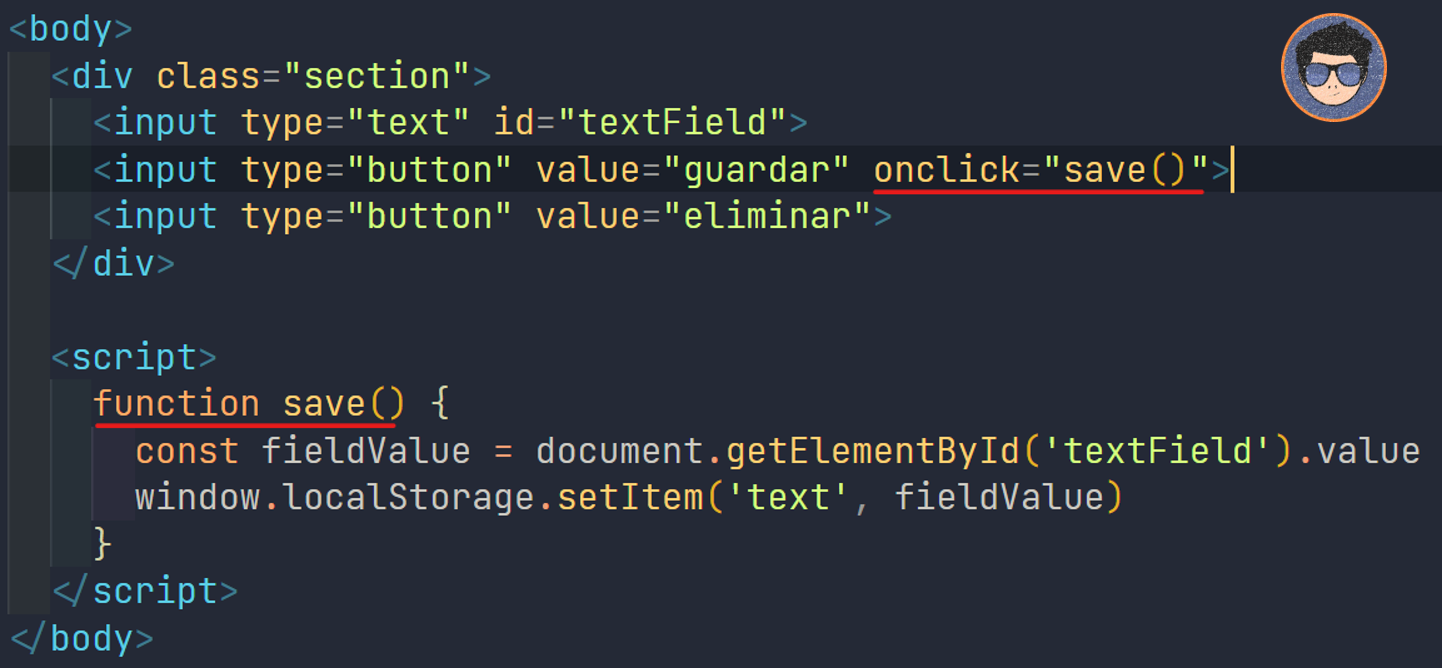 <body>
<div class="section">
<input type="text" id="textField">
<input type="button" value="guardar" onclick="save()">
<input type="button" value="eliminar">
</div>
<script>
function save() {
const fieldValue = document.getElementById('textField').value
window.localStorage.setItem('text', fieldValue)
}
</script>
</body>